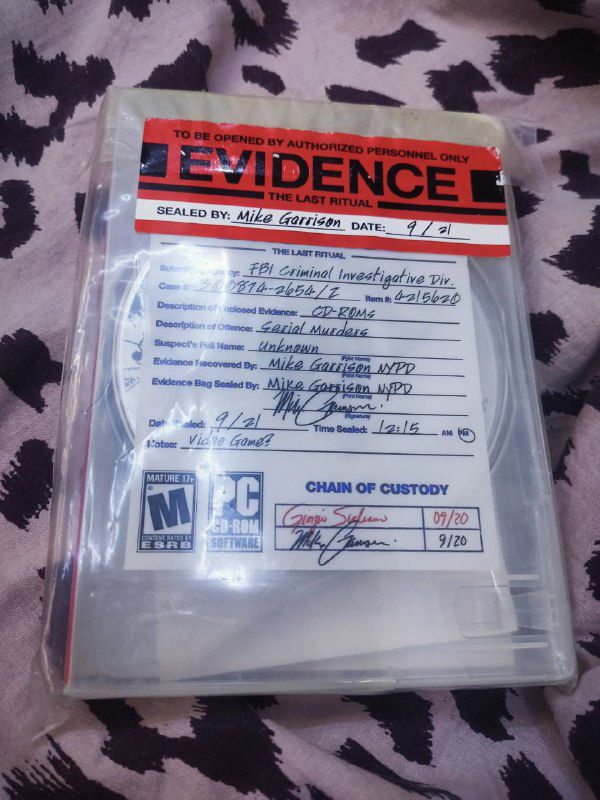 TO BE OPENED BY AUTHORIZED PERSONNEL ONLY
EVIDENCE
THE LAST RITUAL
SEALED BY: Mike Garrison DATE: 9/21
THE LAST RITUAL
Submitting Agency: FBI Criminal Investigative Div.
Case #: Item #: 4215620
Description of Enclosed Evidence: CD-ROMs
Description of Offence: Serial Murders
Suspect's Full Name: Unknown
(Print Name)
Evidence Recovered By: Mike Garrison NYPD
(Print Name)
Evidence Bag Sealed By: Mike Garrison NYPD
(Print Name)
(Signature)
Date Sealed: 9/21 Time Sealed: 12:15 AM PM
Notes: Video Game?
MATURE 17+
M
CONTENT RATED BY
ESRB
PC
CD-ROM
SOFTWARE
CHAIN OF CUSTODY
09/20
9/20